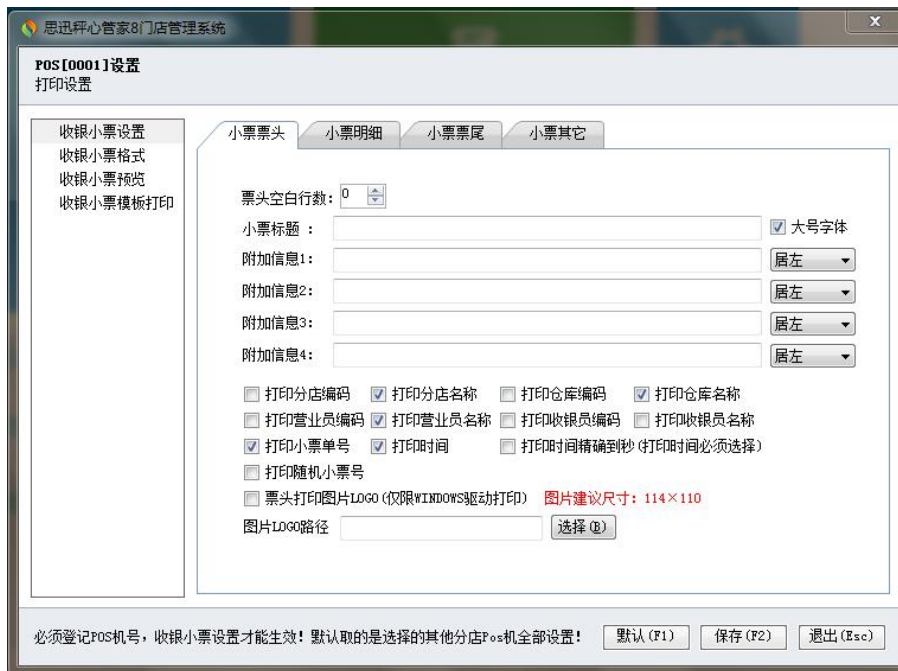 思迅秤心管家8门店管理系统
x
POS[0001]设置
打印设置
收银小票设置
收银小票格式
收银小票预览
收银小票模板打印
小票票头 小票明细 小票票尾 小票其它
票头空白行数: 0
小票标题 : 大号字体
附加信息1: 居左
附加信息2: 居左
附加信息3: 居左
附加信息4: 居左
打印分店编码 打印分店名称 打印仓库编码 打印仓库名称
打印营业员编码 打印营业员名称 打印收银员编码 打印收银员名称
打印小票单号 打印时间 打印时间精确到秒(打印时间必须选择)
打印随机小票号
票头打印图片LOGO(仅限WINDOWS驱动打印) 图片建议尺寸: 114×110
图片LOGO路径 选择(B)
必须登记POS机号, 收银小票设置才能生效! 默认取的是选择的其他分店Pos机全部设置! 默认(F1) 保存(F2) 退出(Esc)